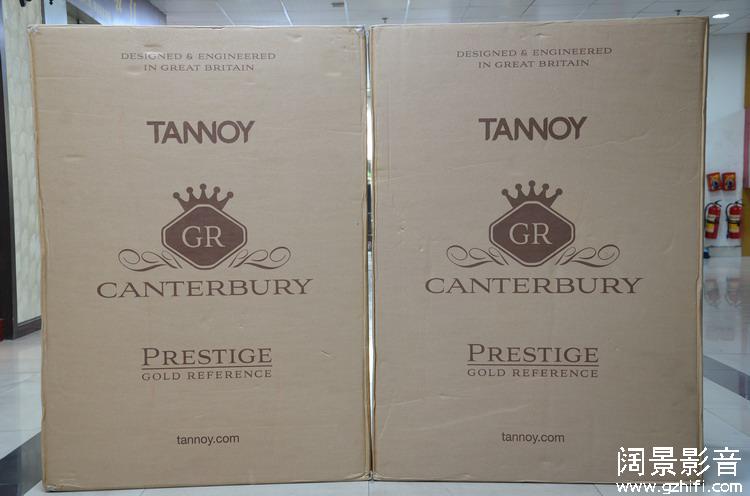 DESIGNED & ENGINEERED
IN GREAT BRITAIN
TANNOY
GR
CANTERBURY
PRESTIGE
GOLD REFERENCE
tannoy.com
DESIGNED & ENGINEERED
IN GREAT BRITAIN
TANNOY
GR
CANTERBURY
PRESTIGE
GOLD REFERENCE
tannoy.com
阔景影音
www.gzhifi.com